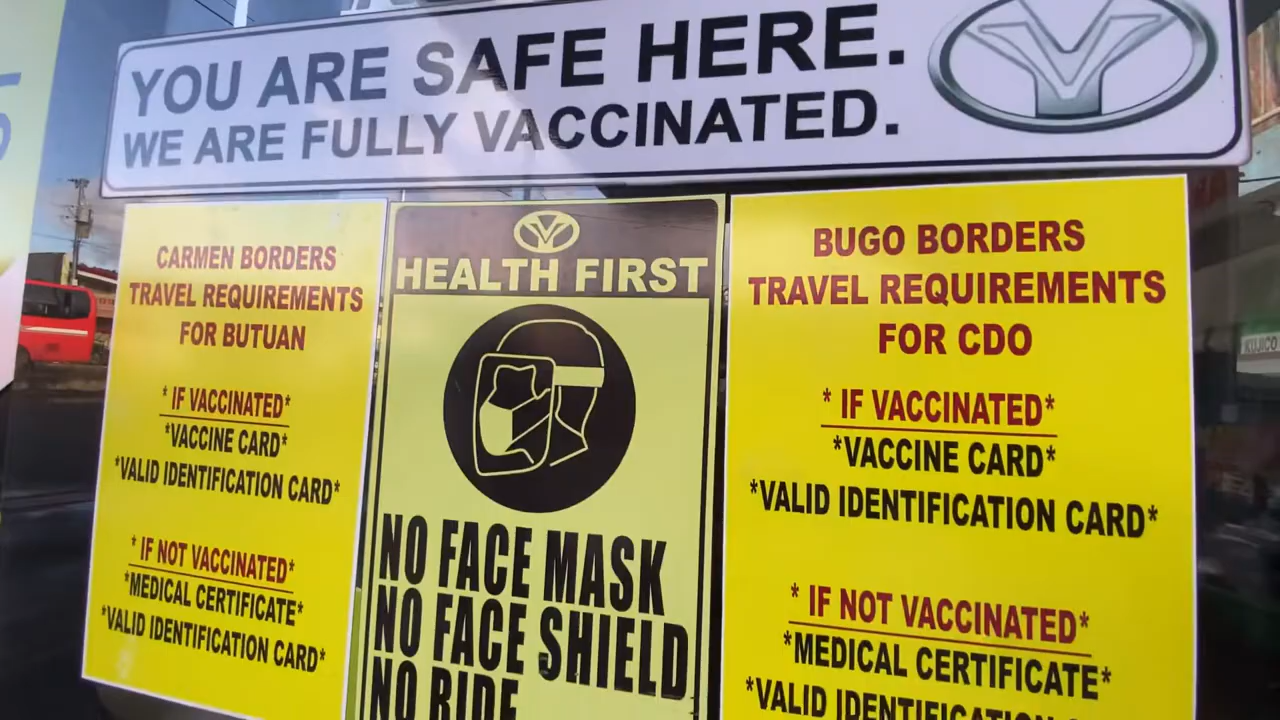 YOU ARE SAFE HERE.
WE ARE FULLY VACCINATED.
CARMEN BORDERS
TRAVEL REQUIREMENTS
FOR BUTUAN
* IF VACCINATED*
*VACCINE CARD*
*VALID IDENTIFICATION CARD*
* IF NOT VACCINATED*
*MEDICAL CERTIFICATE*
*VALID IDENTIFICATION CARD*
HEALTH FIRST
NO FACE MASK
NO FACE SHIELD
NO RIDE
BUGO BORDERS
TRAVEL REQUIREMENTS
FOR CDO
* IF VACCINATED*
*VACCINE CARD*
*VALID IDENTIFICATION CARD*
* IF NOT VACCINATED*
*MEDICAL CERTIFICATE*
*VALID IDENTIFICATION